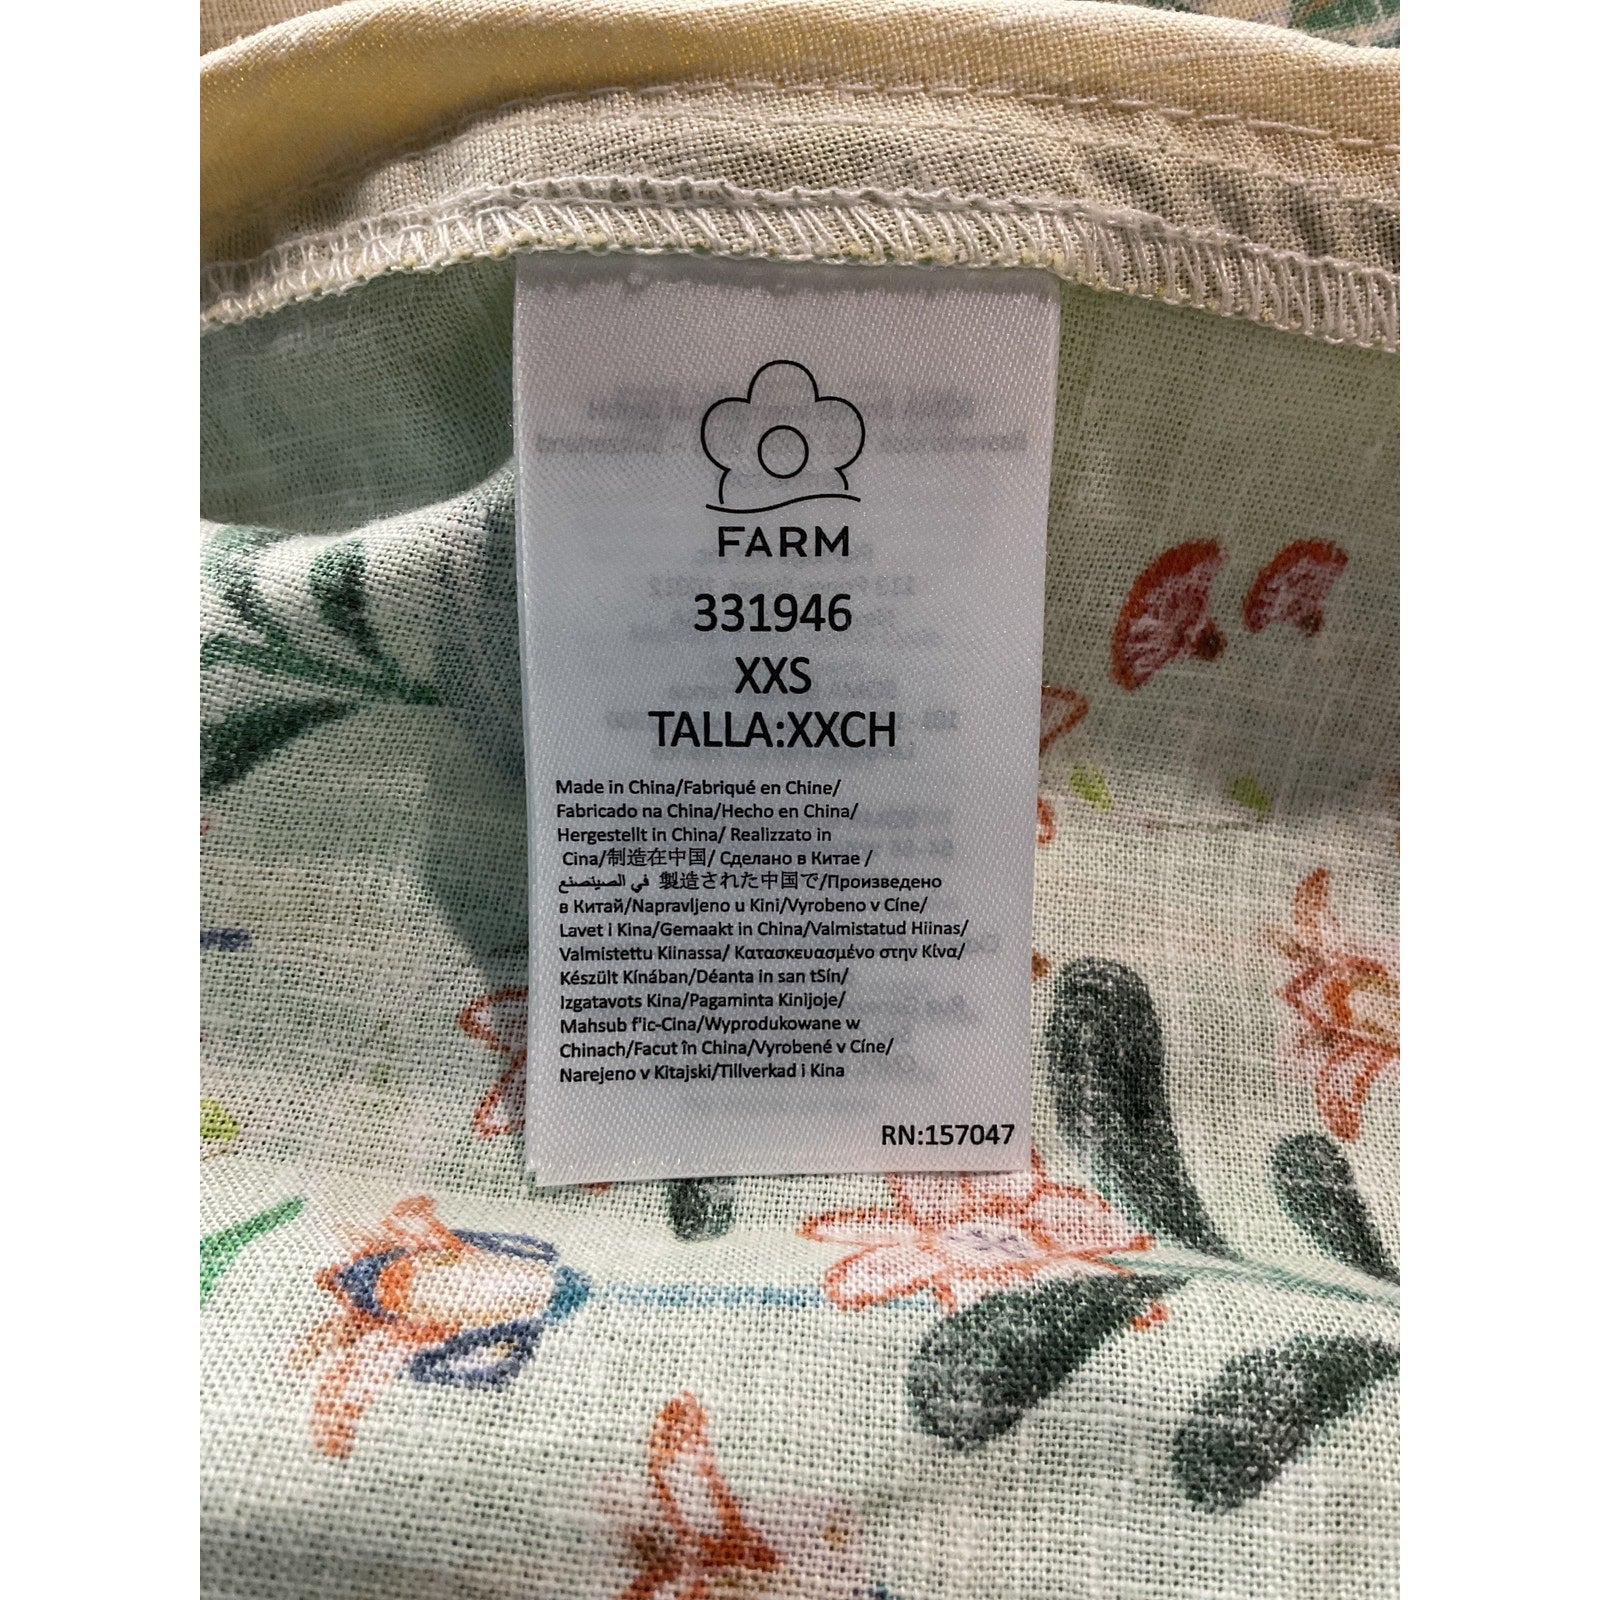 FARM
331946
XXS
TALLA:XXCH
Made in China/Fabriqué en Chine/
Fabricado na China/Hecho en China/
Hergestellt in China/ Realizzato in
Cina/制造在中国/ Сделано в Китае /
في الصيتصنع 製造された中国で/Произведено
в Китай/Napravljeno u Kini/Vyrobeno v Cíne/
Lavet i Kina/Gemaakt in China/Valmistatud Hiinas/
Valmistettu Kiinassa/ Κατασκευασμένο στην Κίνα/
Készült Kínában/Déanta in san tSín/
Izgatavots Kina/Pagaminta Kinijoje/
Mahsub f'ic-Cina/Wyprodukowane w
Chinach/Facut în China/Vyrobené v Cíne/
Narejeno v Kitajski/Tillverkad i Kina
RN:157047